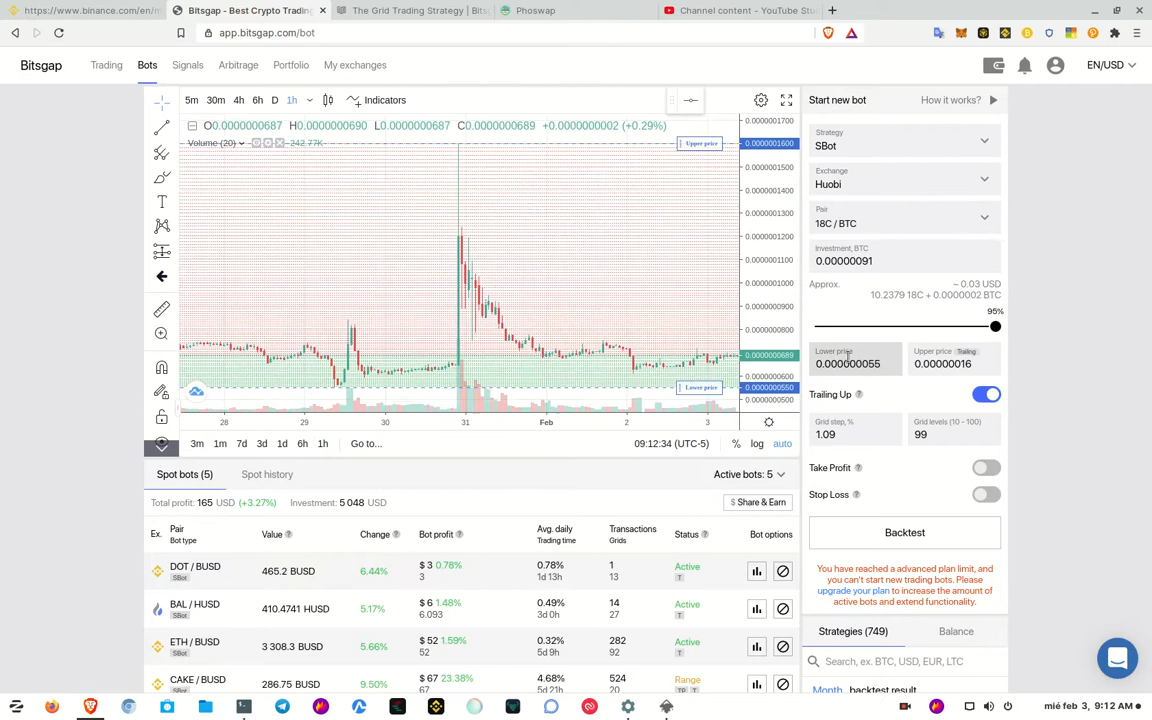 https://www.binance.com/en/m
Bitsgap - Best Crypto Trading
The Grid Trading Strategy | Bits
Phoswap
Channel content - YouTube Stu
app.bitsgap.com/bot
Bitsgap
Trading
Bots
Signals
Arbitrage
Portfolio
My exchanges
EN/USD
5m 30m 4h 6h D 1h
Indicators
O0.0000000687 H0.0000000690 L0.0000000687 C0.0000000689 +0.0000000002 (+0.29%)
Volume (20) 242.77K
Upper price
Lower price
0.0000001700
0.0000001600
0.0000001500
0.0000001400
0.0000001300
0.0000001200
0.0000001100
0.0000001000
0.0000000900
0.0000000800
0.0000000689
0.0000000600
0.0000000550
0.0000000500
28 29 30 31 Feb 2 3
3y 1m 7d 3d 1d 6h 1h Go to...
09:12:34 (UTC-5) % log auto
Start new bot
How it works?
Strategy
SBot
Exchange
Huobi
Pair
18C / BTC
Investment, BTC
0.00000091
Approx.
~ 0.03 USD
10.2379 18C + 0.0000002 BTC
95%
Lower price
0.000000055
Upper price Trailing
0.00000016
Trailing Up
Grid step, %
1.09
Grid levels (10 - 100)
99
Take Profit
Stop Loss
Backtest
You have reached a advanced plan limit, and
you can't start new trading bots. Please
upgrade your plan to increase the amount of
active bots and extend functionality.
Strategies (749)
Balance
Search, ex. BTC, USD, EUR, LTC
Month, backtest result
Spot bots (5)
Spot history
Active bots: 5
Total profit: 165 USD (+3.27%) Investment: 5 048 USD
$ Share & Earn
Ex. Pair
Bot type
Value
Change
Bot profit
Avg. daily
Trading time
Transactions
Grids
Status
Bot options
DOT / BUSD
SBot
465.2 BUSD
6.44%
$ 3 0.78%
3
0.78%
1d 13h
1
13
Active
T
BAL / HUSD
SBot
410.4741 HUSD
5.17%
$ 6 1.48%
6.093
0.49%
3d 0h
14
27
Active
T
ETH / BUSD
SBot
3 308.3 BUSD
5.66%
$ 52 1.59%
52
0.32%
5d 9h
282
92
Active
T
CAKE / BUSD
SBot
286.75 BUSD
9.50%
$ 67 23.38%
67
4.68%
5d 21h
524
20
Range
TP T
mié feb 3, 9:12 AM